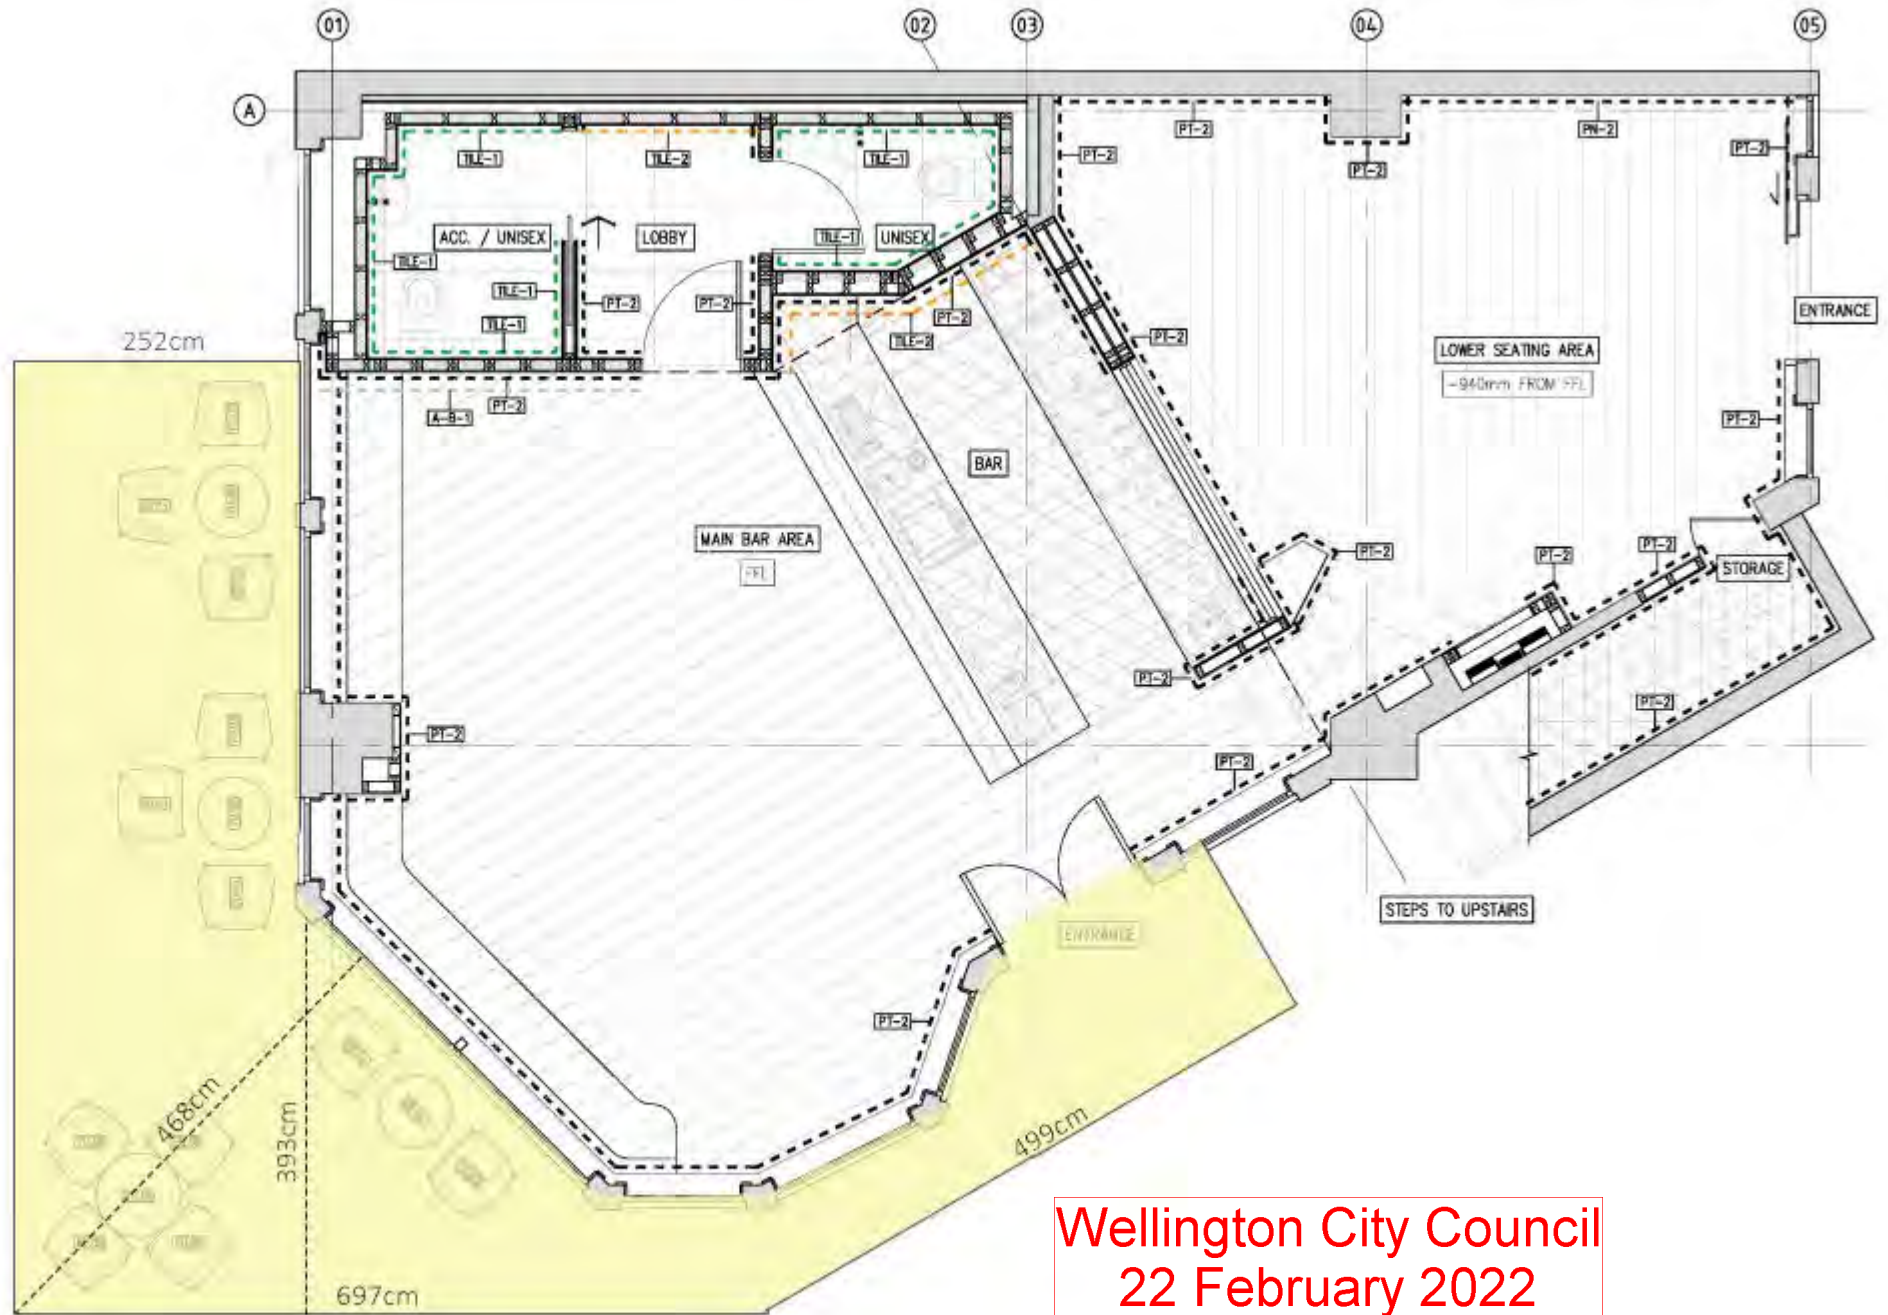 01
02
03
04
05
A
PT-2
PN-2
PT-2
PT-2
PT-2
TILE-1
TILE-2
TILE-1
ACC. / UNISEX
LOBBY
TILE-1
UNISEX
TILE-1
TILE-1
PT-2
PT-2
TILE-1
PT-2
TILE-2
PT-2
ENTRANCE
LOWER SEATING AREA
-940mm FROM FFL
252cm
A-B-1
PT-2
PT-2
BAR
MAIN BAR AREA
FFL
PT-2
PT-2
PT-2
STORAGE
PT-2
PT-2
PT-2
PT-2
STEPS TO UPSTAIRS
ENTRANCE
PT-2
468cm
393cm
499cm
697cm
Wellington City Council
22 February 2022